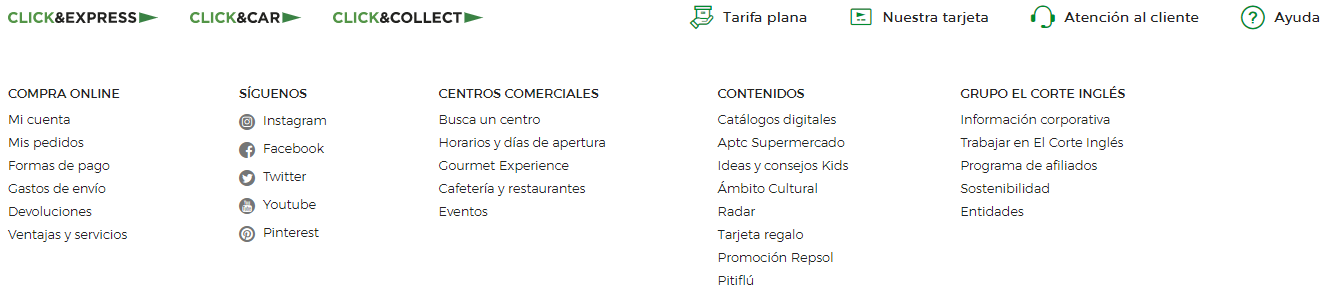 CLICK&EXPRESS CLICK&CAR CLICK&COLLECT Tarifa plana Nuestra tarjeta Atención al cliente Ayuda
COMPRA ONLINE
Mi cuenta
Mis pedidos
Formas de pago
Gastos de envío
Devoluciones
Ventajas y servicios
SÍGUENOS
Instagram
Facebook
Twitter
Youtube
Pinterest
CENTROS COMERCIALES
Busca un centro
Horarios y días de apertura
Gourmet Experience
Cafetería y restaurantes
Eventos
CONTENIDOS
Catálogos digitales
Aptc Supermercado
Ideas y consejos Kids
Ámbito Cultural
Radar
Tarjeta regalo
Promoción Repsol
Pitiflú
GRUPO EL CORTE INGLÉS
Información corporativa
Trabajar en El Corte Inglés
Programa de afiliados
Sostenibilidad
Entidades